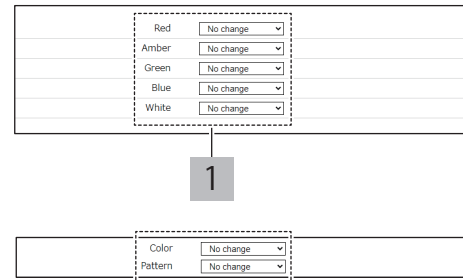 Red No change
Amber No change
Green No change
Blue No change
White No change
1
Color No change
Pattern No change